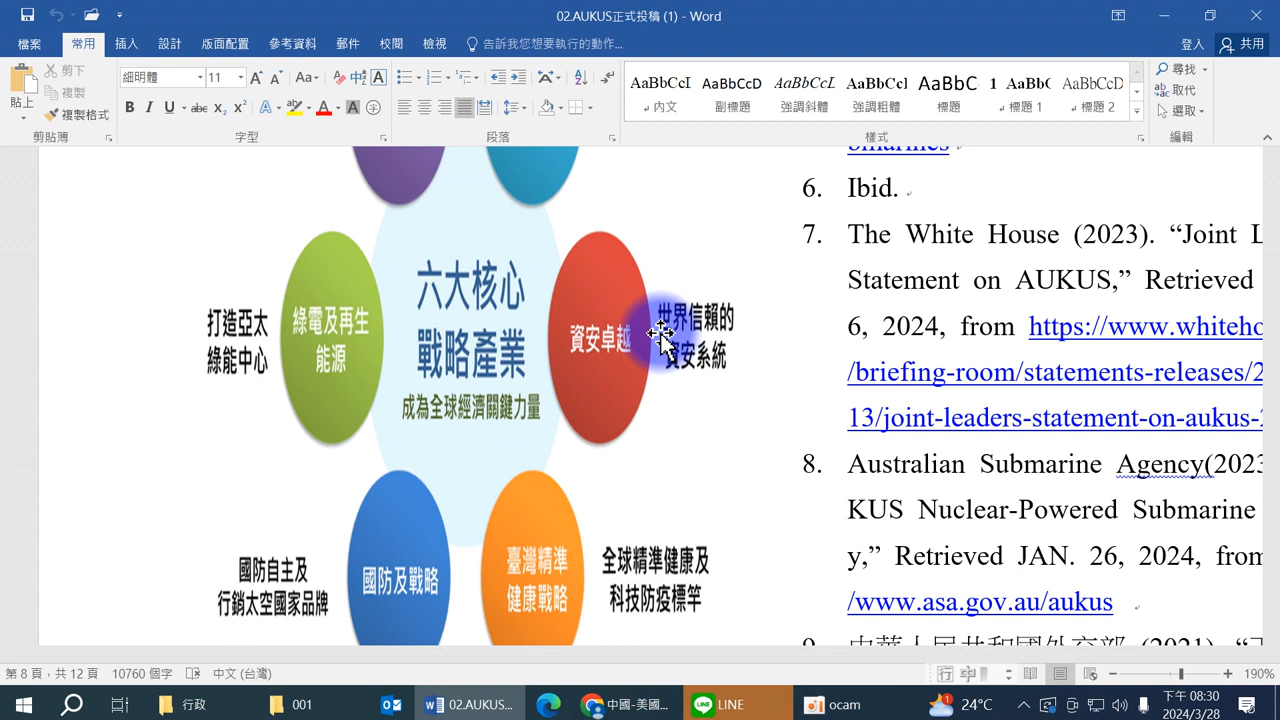 02.AUKUS正式投稿 (1) - Word
檔案 常用 插入 設計 版面配置 參考資料 郵件 校閱 檢視 告訴我您想要執行的動作... 登入 共用
貼上 剪下 複製 複製格式 剪貼簿
細明體 11 字型 段落
AaBbCcI AaBbCcD AaBbCcL AaBbCcl AaBbC 1 AaBb( AaBbCcD
內文 副標題 強調斜體 強調粗體 標題 標題 1 標題 2
樣式
尋找
取代
選取
編輯
六大核心
戰略產業
成為全球經濟關鍵力量
打造亞太
綠能中心
綠電及再生
能源
資安卓越
世界信賴的
資安系統
國防自主及
行銷太空國家品牌
國防及戰略
臺灣精準
健康戰略
全球精準健康及
科技防疫標竿
6. Ibid.
7. The White House (2023). “Joint L
Statement on AUKUS,” Retrieved
6, 2024, from https://www.whiteho
/briefing-room/statements-releases/2
13/joint-leaders-statement-on-aukus-
8. Australian Submarine Agency(2023
KUS Nuclear-Powered Submarine
y,” Retrieved JAN. 26, 2024, from
/www.asa.gov.au/aukus
第 8 頁，共 12 頁 10760 個字 中文 (台灣) 190%
行政 001 02.AUKUS... 中國-美國... LINE ocam 24°C
下午 08:30
2024/3/28